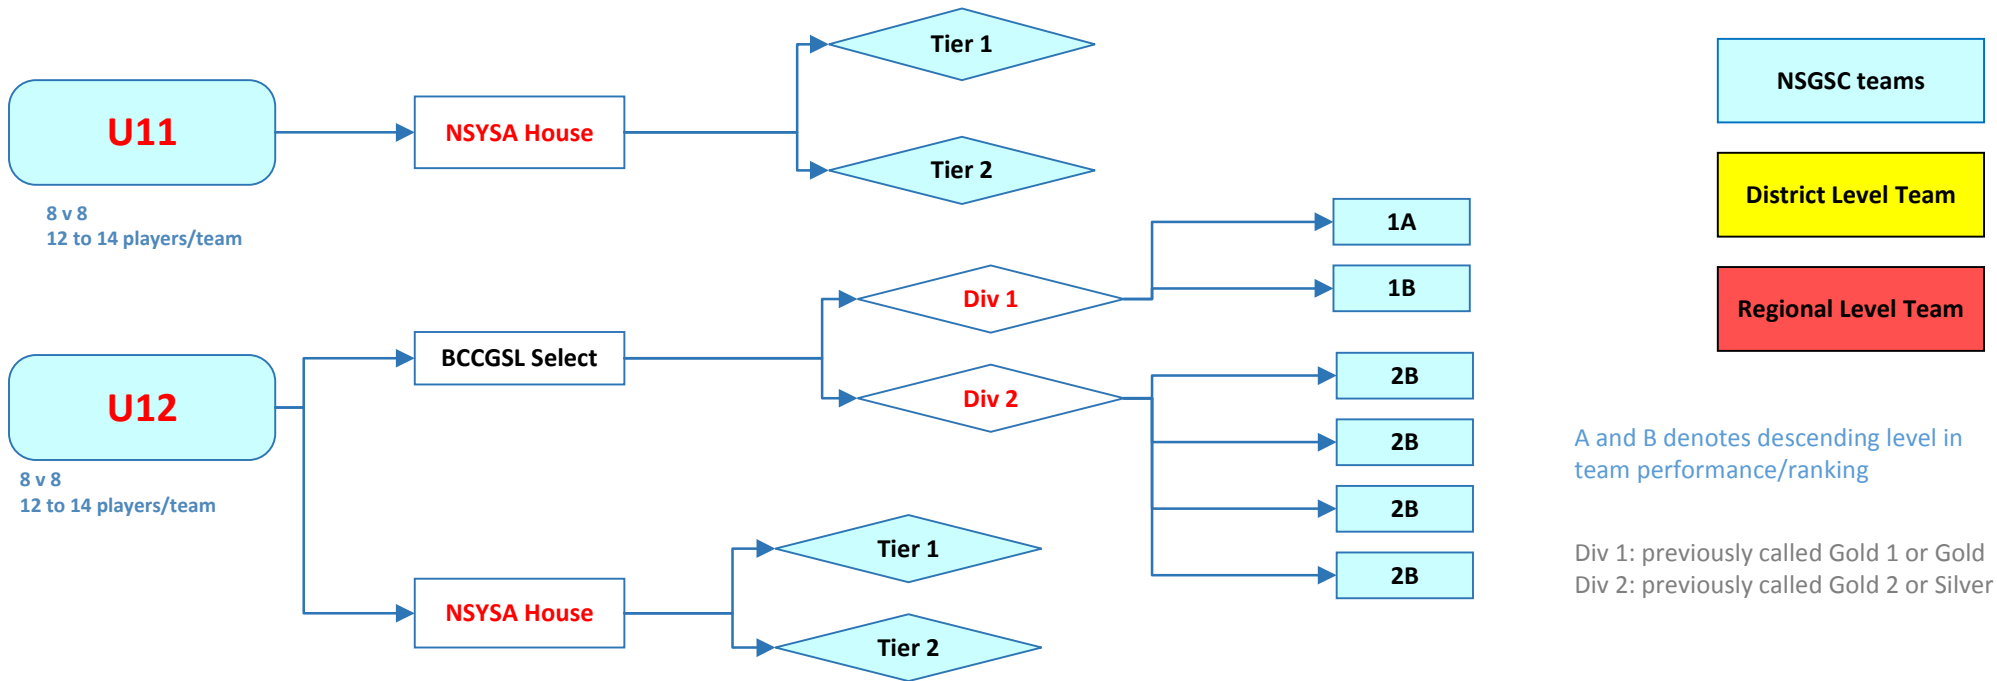 Tier 1
NSGSC teams
U11
NSYSA House
Tier 2
8 v 8
12 to 14 players/team
District Level Team
1A
1B
Div 1
Regional Level Team
BCCGSL Select
U12
Div 2
2B
2B
2B
2B
A and B denotes descending level in
team performance/ranking
8 v 8
12 to 14 players/team
Tier 1
NSYSA House
Tier 2
Div 1: previously called Gold 1 or Gold
Div 2: previously called Gold 2 or Silver